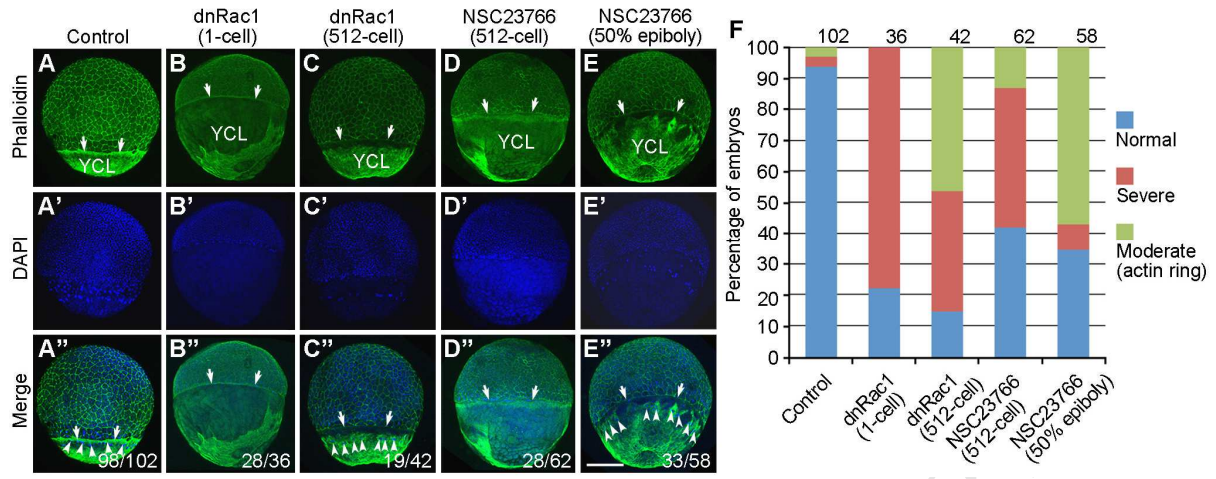 Control
dnRac1
(1-cell)
dnRac1
(512-cell)
NSC23766
(512-cell)
NSC23766
(50% epiboly)
Phalloidin
A
YCL
B
YCL
C
YCL
D
YCL
E
YCL
DAPI
A'
B'
C'
D'
E'
Merge
A"
98/102
B"
28/36
C"
19/42
D"
28/62
E"
33/58
F
102 36 42 62 58
Percentage of embryos
100
90
80
70
60
50
40
30
20
10
0
Control
dnRac1
(1-cell)
dnRac1
(512-cell)
NSC23766
(512-cell)
NSC23766
(50% epiboly)
Normal
Severe
Moderate
(actin ring)